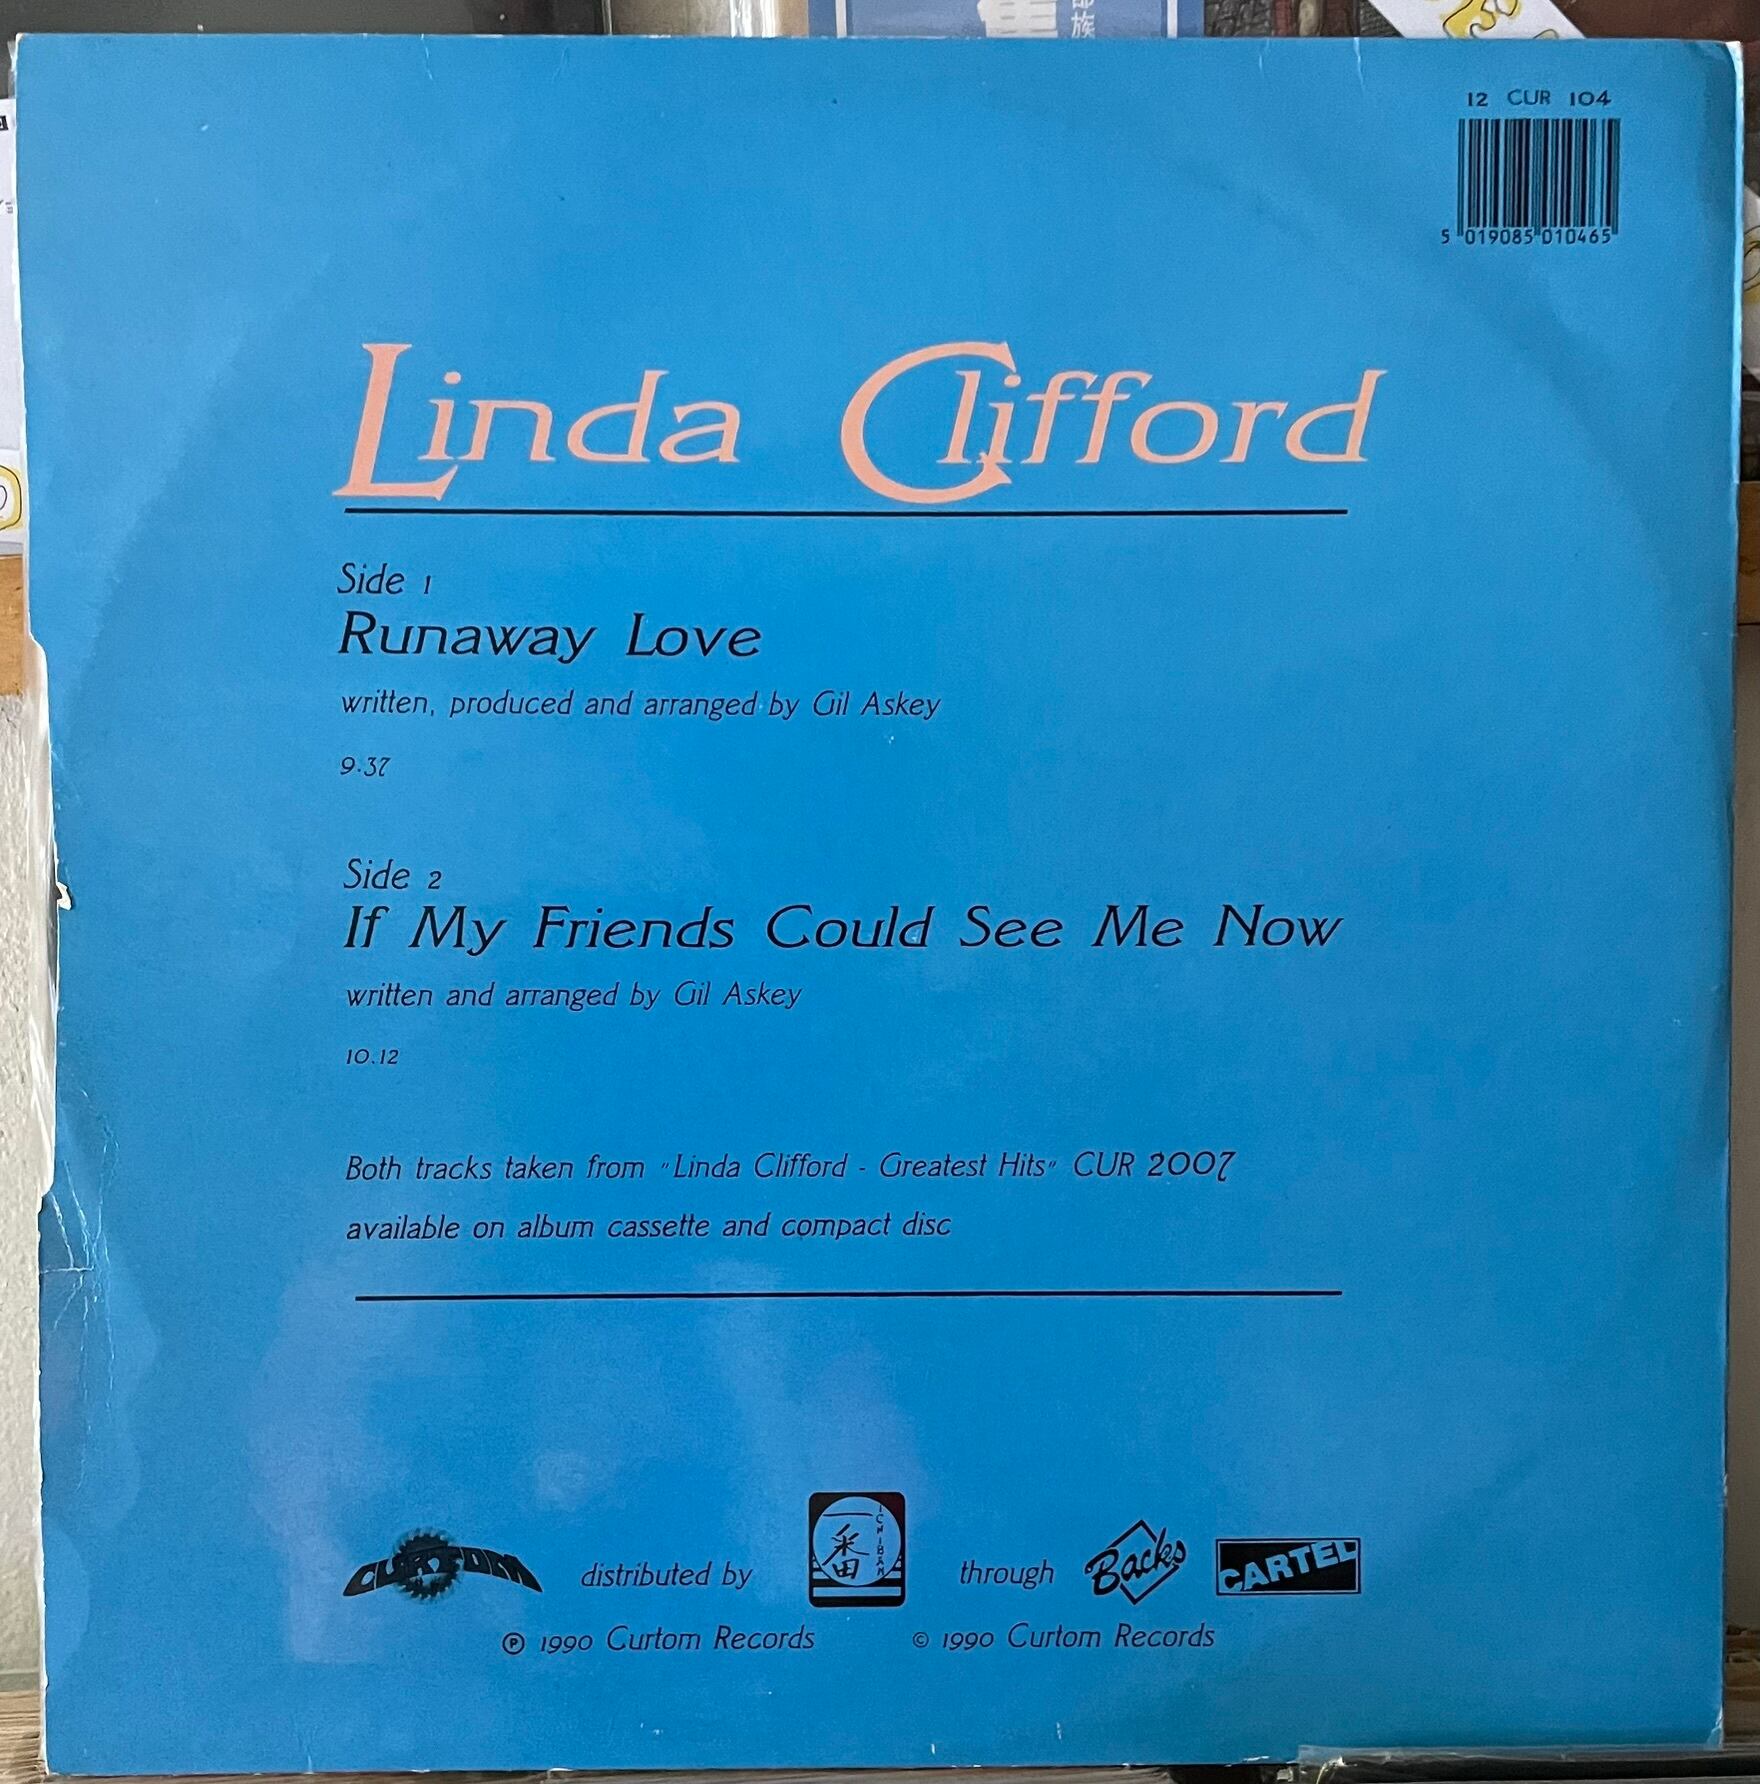 族
12 CUR 104
5 019085 010465
Linda Clifford
Side 1
Runaway Love
written, produced and arranged by Gil Askey
9.37
Side 2
If My Friends Could See Me Now
written and arranged by Gil Askey
10.12
Both tracks taken from "Linda Clifford - Greatest Hits" CUR 2007
available on album cassette and compact disc
CURTOM distributed by 一番 ICHIBAN through Backs CARTEL
℗ 1990 Curtom Records © 1990 Curtom Records